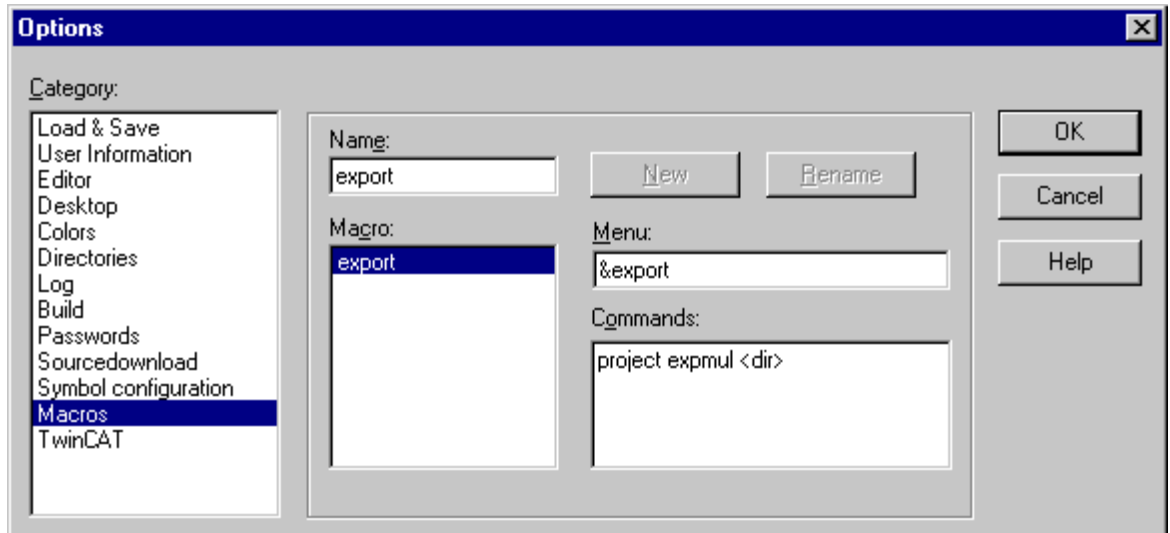 Options
Category:
Load & Save
User Information
Editor
Desktop
Colors
Directories
Log
Build
Passwords
Sourcedownload
Symbol configuration
Macros
TwinCAT
Name:
export
New
Rename
Macro:
export
Menu:
&export
Commands:
project expmul <dir>
OK
Cancel
Help